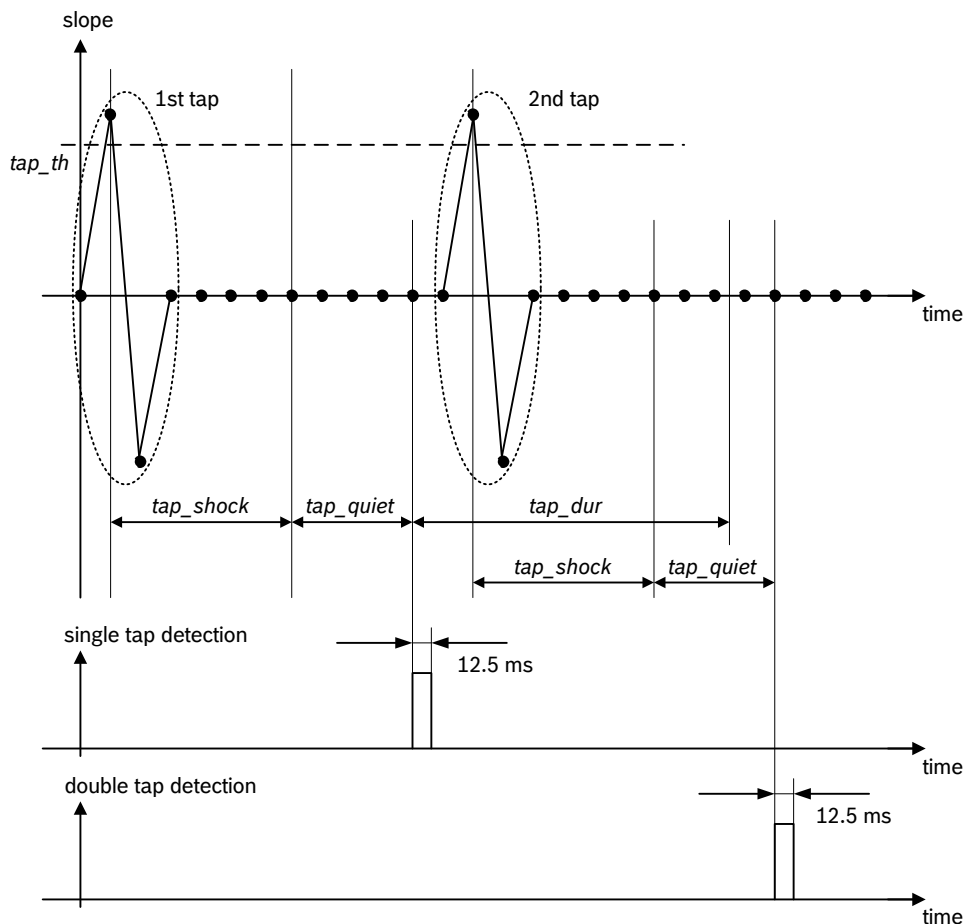 slope
1st tap
2nd tap
tap_th
time
tap_shock
tap_quiet
tap_dur
tap_shock
tap_quiet
single tap detection
12.5 ms
time
double tap detection
12.5 ms
time